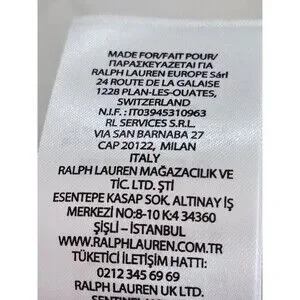 MADE FOR/FAIT POUR/
ΠΑΡΑΣΚΕΥΑΖΕΤΑΙ ΓΙΑ
RALPH LAUREN EUROPE Sárl
24 ROUTE DE LA GALAISE
1228 PLAN-LES-OUATES,
SWITZERLAND
N.I.F. : IT03945310963
RL SERVICES S.R.L.
VIA SAN BARNABA 27
CAP 20122, MILAN
ITALY
RALPH LAUREN MAĞAZACILIK VE
TİC. LTD. ŞTİ
ESENTEPE KASAP SOK. ALTINAY İŞ
MERKEZİ NO:8-10 K:4 34360
ŞİŞLİ – İSTANBUL
WWW.RALPHLAUREN.COM.TR
TÜKETİCİ İLETİŞİM HATTI:
0212 345 69 69
RALPH LAUREN UK LTD.